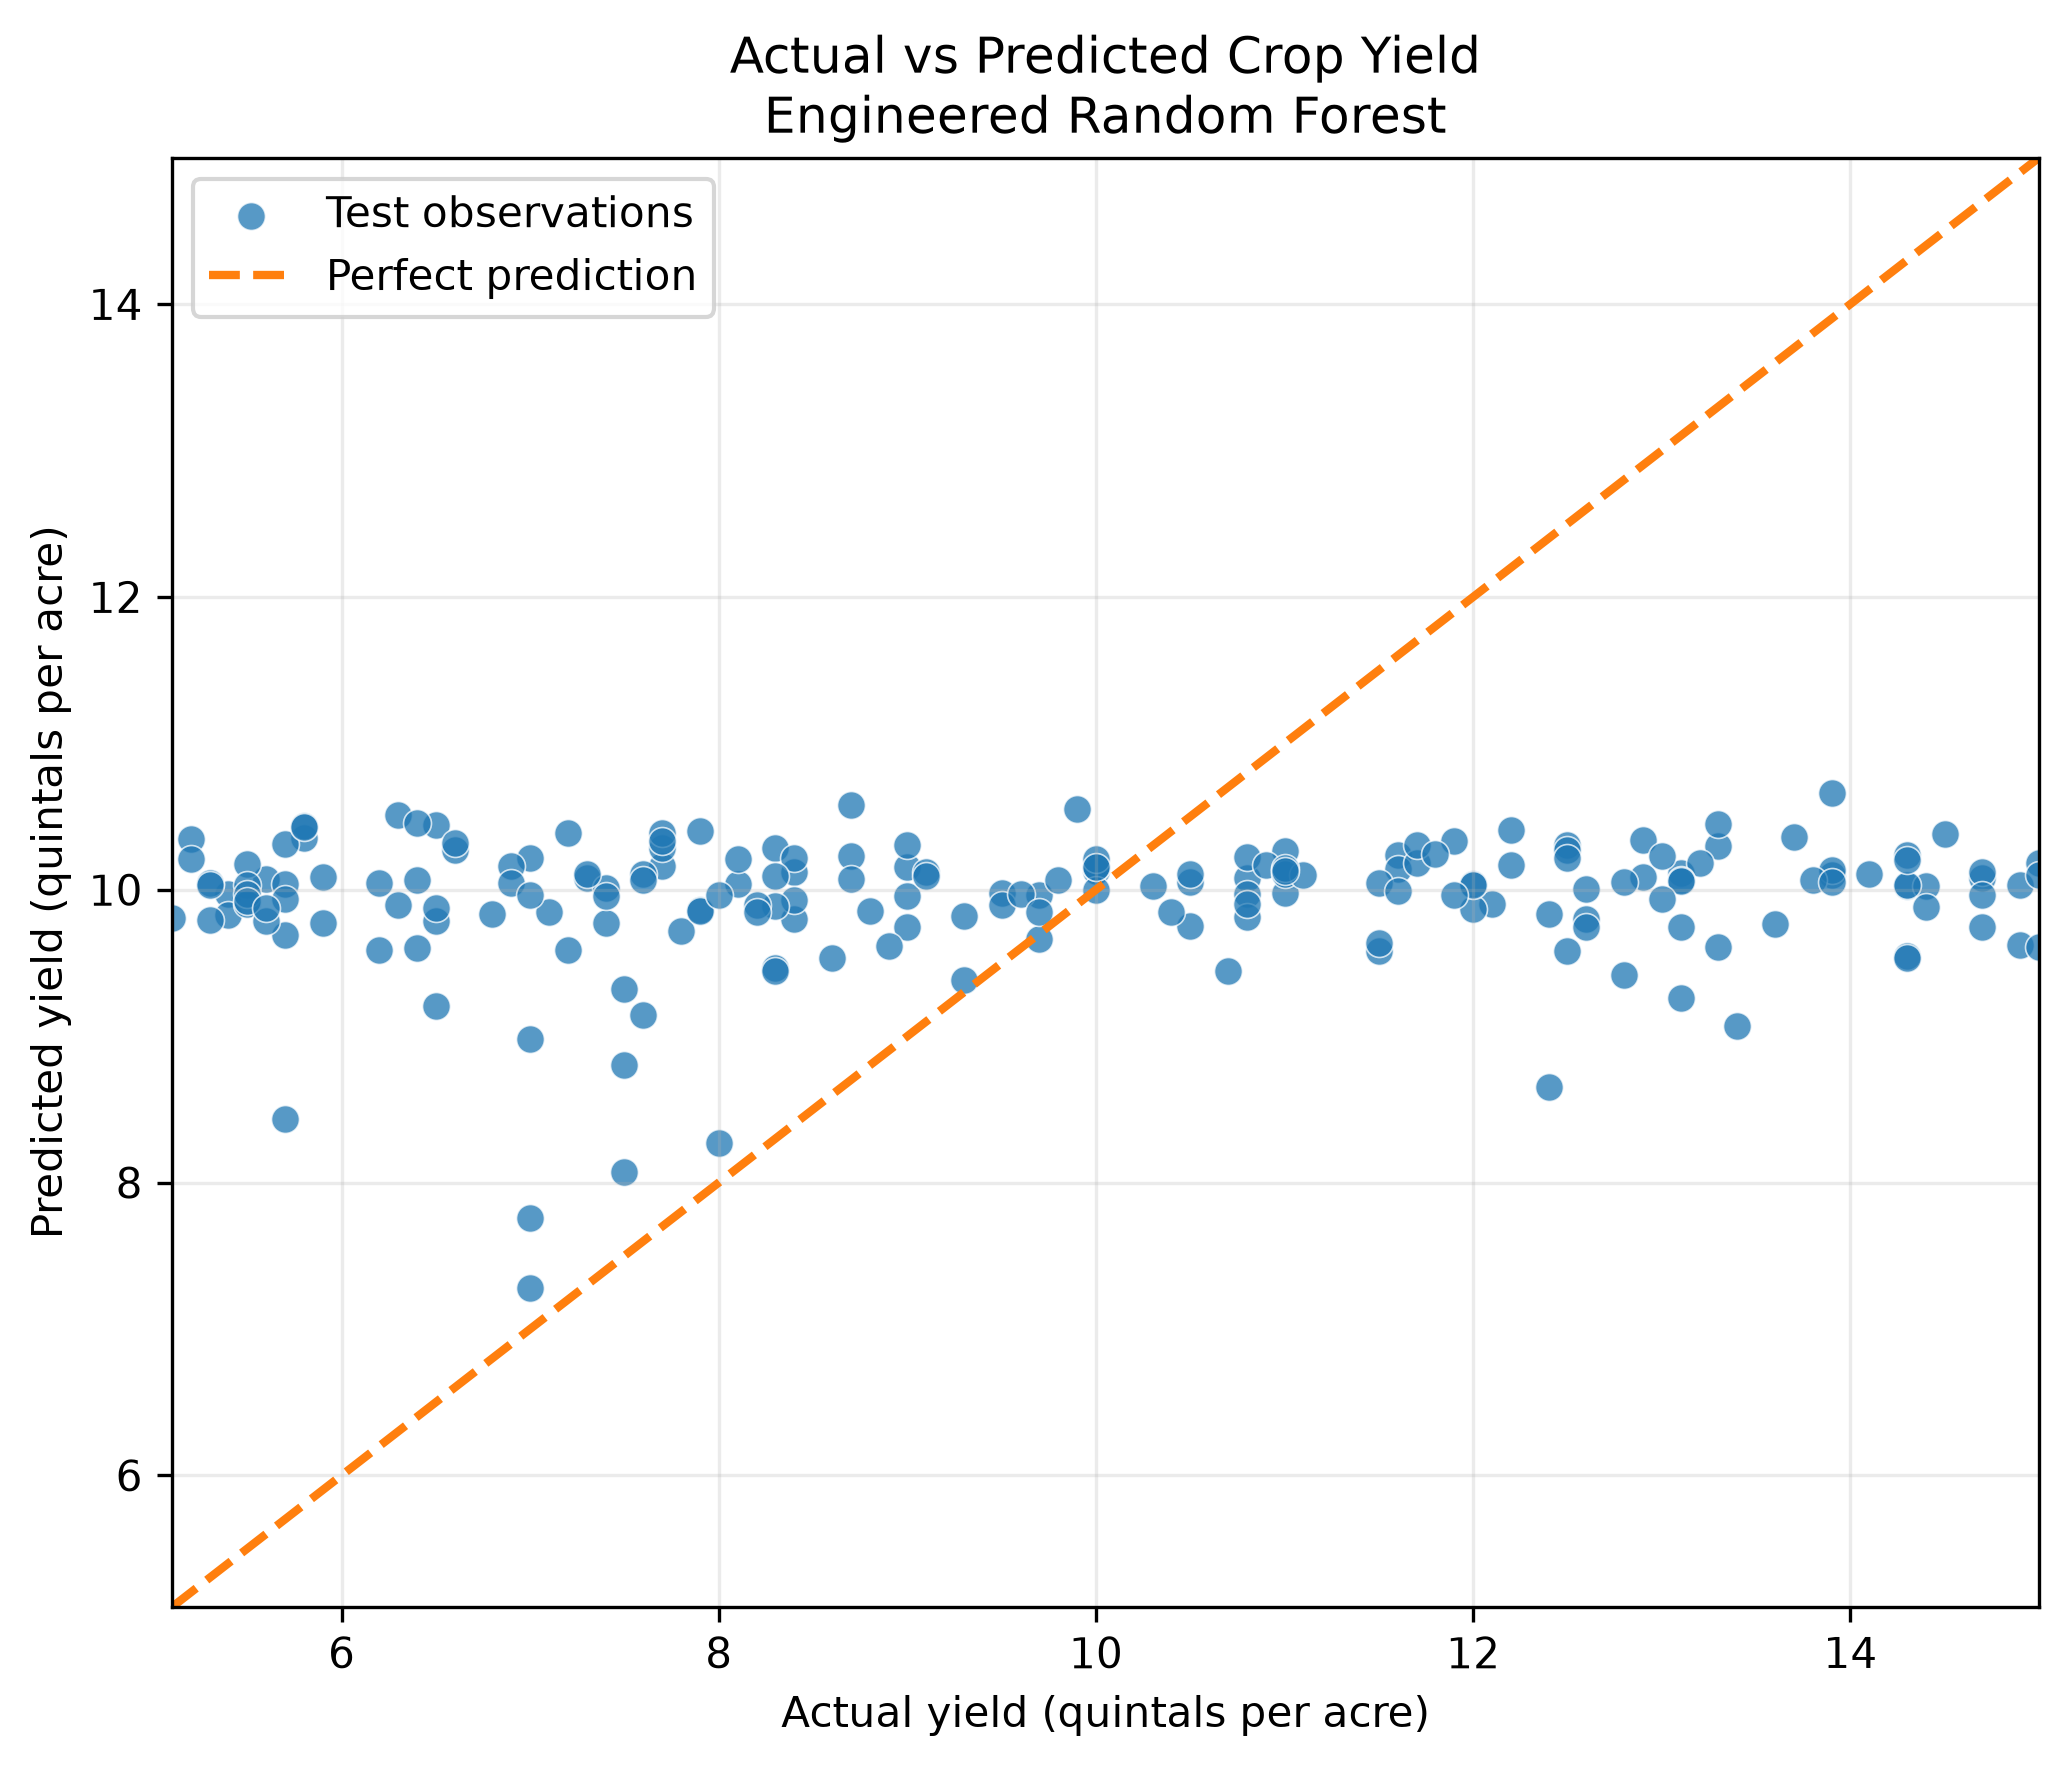 Actual vs Predicted Crop Yield
Engineered Random Forest
Test observations
Perfect prediction
14
12
10
8
6
Predicted yield (quintals per acre)
6 8 10 12 14
Actual yield (quintals per acre)